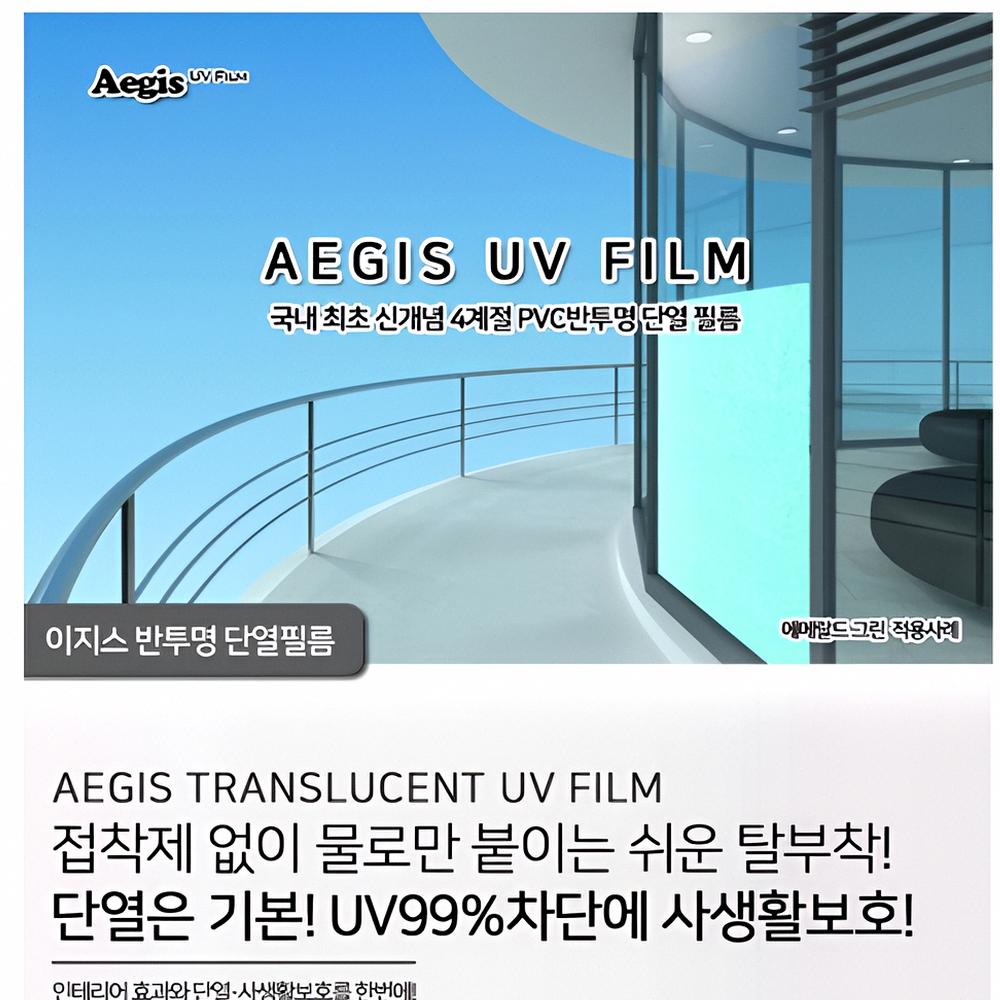 Aegis UV FILM
AEGIS UV FILM
국내 최초 신개념 4계절 PVC반투명 단열 필름
이지스 반투명 단열필름
에메랄드 그린 적용사례
AEGIS TRANSLUCENT UV FILM
접착제 없이 물로만 붙이는 쉬운 탈부착!
단열은 기본! UV99%차단에 사생활보호!
인테리어 효과와 단열·사생활보호를 한번에!